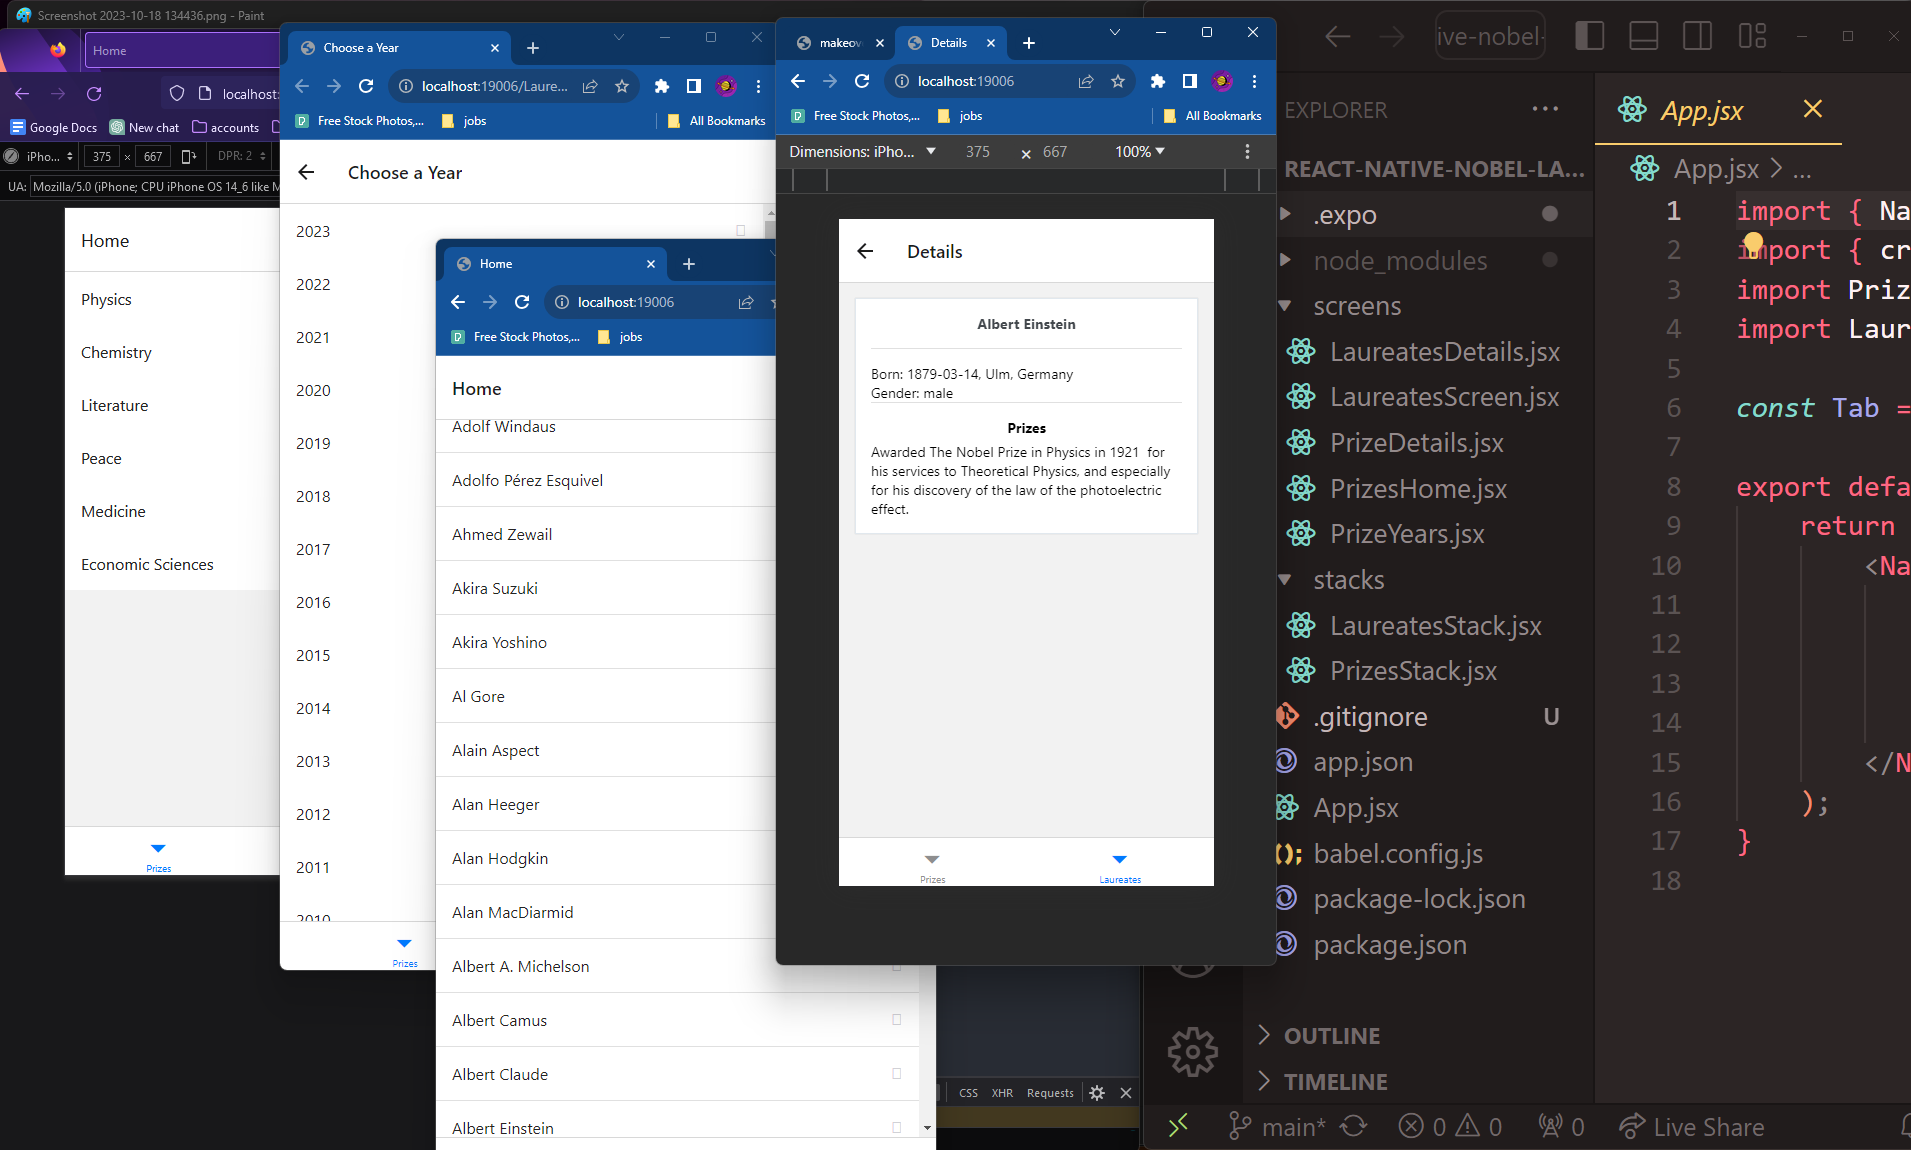 Screenshot 2023-10-18 134436.png - Paint
Home
localhost:
Google Docs
New chat
accounts
iPho...
375
×
667
DPR: 2
UA:
Mozilla/5.0 (iPhone; CPU iPhone OS 14_6 like M
Home
Physics
Chemistry
Literature
Peace
Medicine
Economic Sciences
Prizes
Choose a Year
localhost:19006/Laure...
Free Stock Photos,...
jobs
All Bookmarks
Choose a Year
2023
2022
2021
2020
2019
2018
2017
2016
2015
2014
2013
2012
2011
2010
Prizes
Home
localhost:19006
Free Stock Photos,...
jobs
Home
Adolf Windaus
Adolfo Pérez Esquivel
Ahmed Zewail
Akira Suzuki
Akira Yoshino
Al Gore
Alain Aspect
Alan Heeger
Alan Hodgkin
Alan MacDiarmid
Albert A. Michelson
Albert Camus
Albert Claude
Albert Einstein
makeov
Details
localhost:19006
Free Stock Photos,...
jobs
All Bookmarks
Dimensions: iPho...
375
×
667
100%
Details
Albert Einstein
Born: 1879-03-14, Ulm, Germany
Gender: male
Prizes
Awarded The Nobel Prize in Physics in 1921 for
his services to Theoretical Physics, and especially
for his discovery of the law of the photoelectric
effect.
Prizes
Laureates
CSS
XHR
Requests
ive-nobel-
EXPLORER
REACT-NATIVE-NOBEL-LA...
.expo
node_modules
screens
LaureatesDetails.jsx
LaureatesScreen.jsx
PrizeDetails.jsx
PrizesHome.jsx
PrizeYears.jsx
stacks
LaureatesStack.jsx
PrizesStack.jsx
.gitignore
U
app.json
App.jsx
babel.config.js
package-lock.json
package.json
OUTLINE
TIMELINE
App.jsx
App.jsx > ...
1 import { Na
2 import { cr
3 import Priz
4 import Laur
5
6 const Tab =
7
8 export defa
9 return
10 <Na
11
12
13
14
15 </N
16 );
17 }
18
main*
0
0
0
Live Share